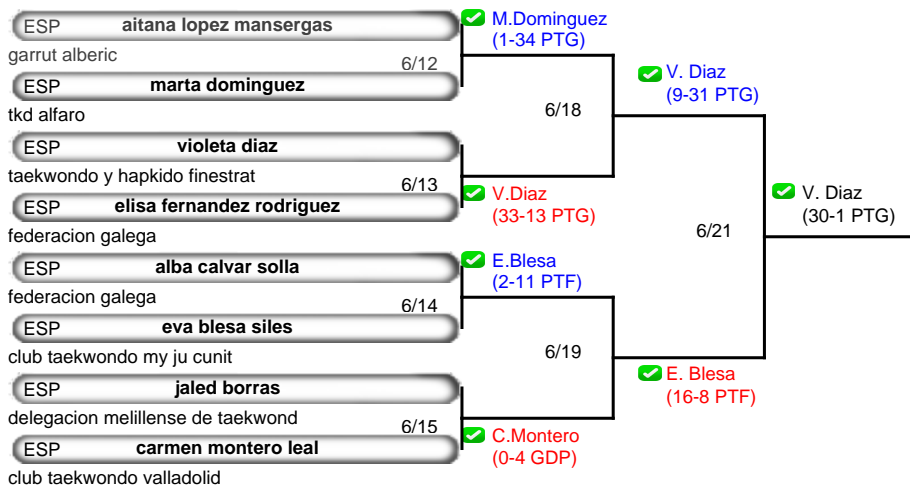 ESP aitana lopez mansergas
garrut alberic
6/12
ESP marta dominguez
tkd alfaro
ESP violeta diaz
taekwondo y hapkido finestrat
6/13
ESP elisa fernandez rodriguez
federacion galega
ESP alba calvar solla
federacion galega
6/14
ESP eva blesa siles
club taekwondo my ju cunit
ESP jaled borras
delegacion melillense de taekwond
6/15
ESP carmen montero leal
club taekwondo valladolid
M.Dominguez
(1-34 PTG)
6/18
V.Diaz
(33-13 PTG)
E.Blesa
(2-11 PTF)
6/19
C.Montero
(0-4 GDP)
V. Diaz
(9-31 PTG)
6/21
E. Blesa
(16-8 PTF)
V. Diaz
(30-1 PTG)